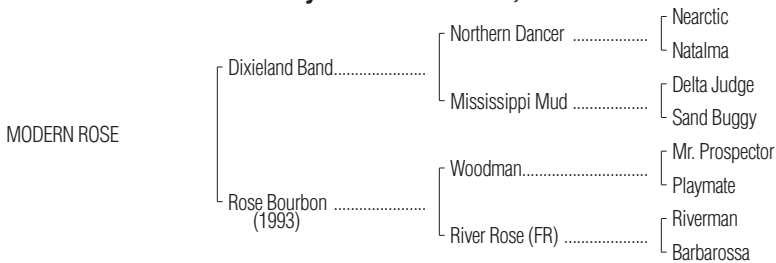 Nearctic
Northern Dancer ..................
Natalma
Dixieland Band......................
Delta Judge
Mississippi Mud ..................
Sand Buggy
MODERN ROSE
Mr. Prospector
Woodman..............................
Playmate
Rose Bourbon ......................
(1993)
Riverman
River Rose (FR) ....................
Barbarossa